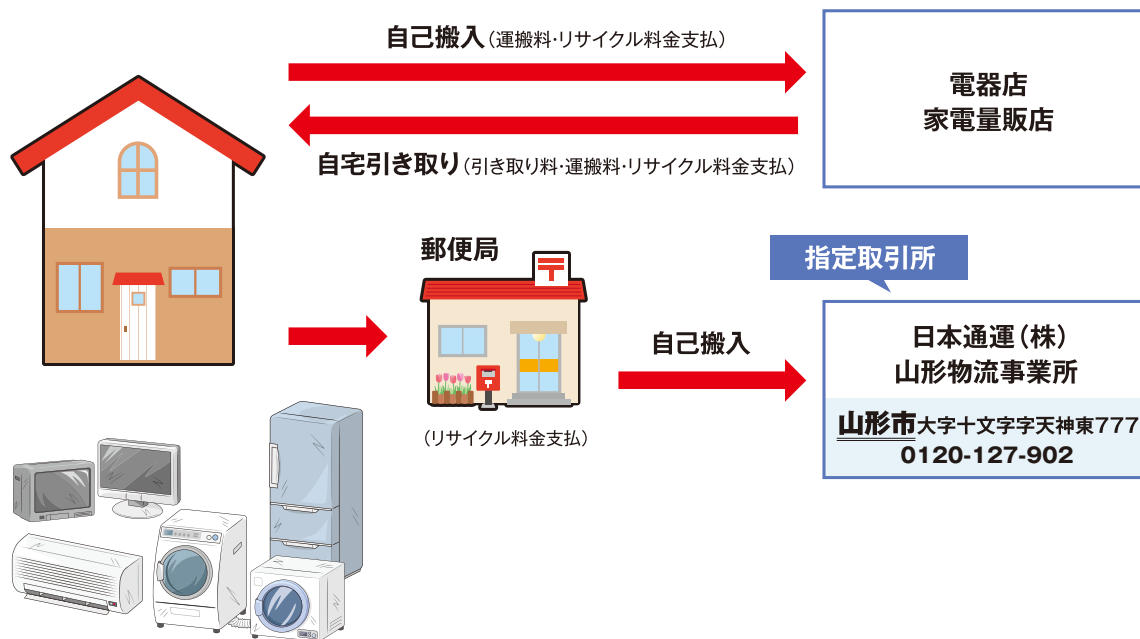 自己搬入(運搬料・リサイクル料金支払)
電器店
家電量販店
自宅引き取り(引き取り料・運搬料・リサイクル料金支払)
郵便局
指定取引所
自己搬入
日本通運(株)
山形物流事業所
(リサイクル料金支払)
山形市大字十文字字天神東777
0120-127-902